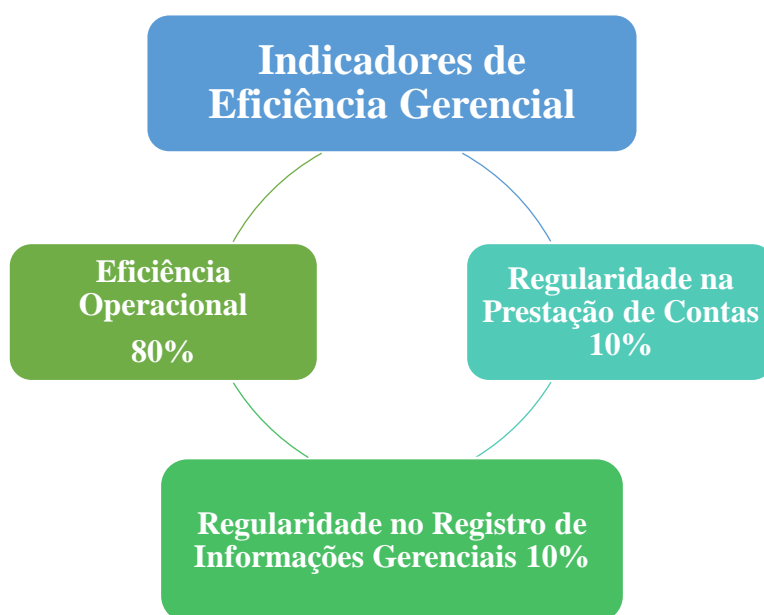 Indicadores de
Eficiência Gerencial
Eficiência
Operacional
80%
Regularidade na
Prestação de Contas
10%
Regularidade no Registro de
Informações Gerenciais 10%